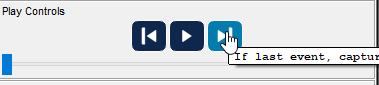 Play Controls
If last event, captur